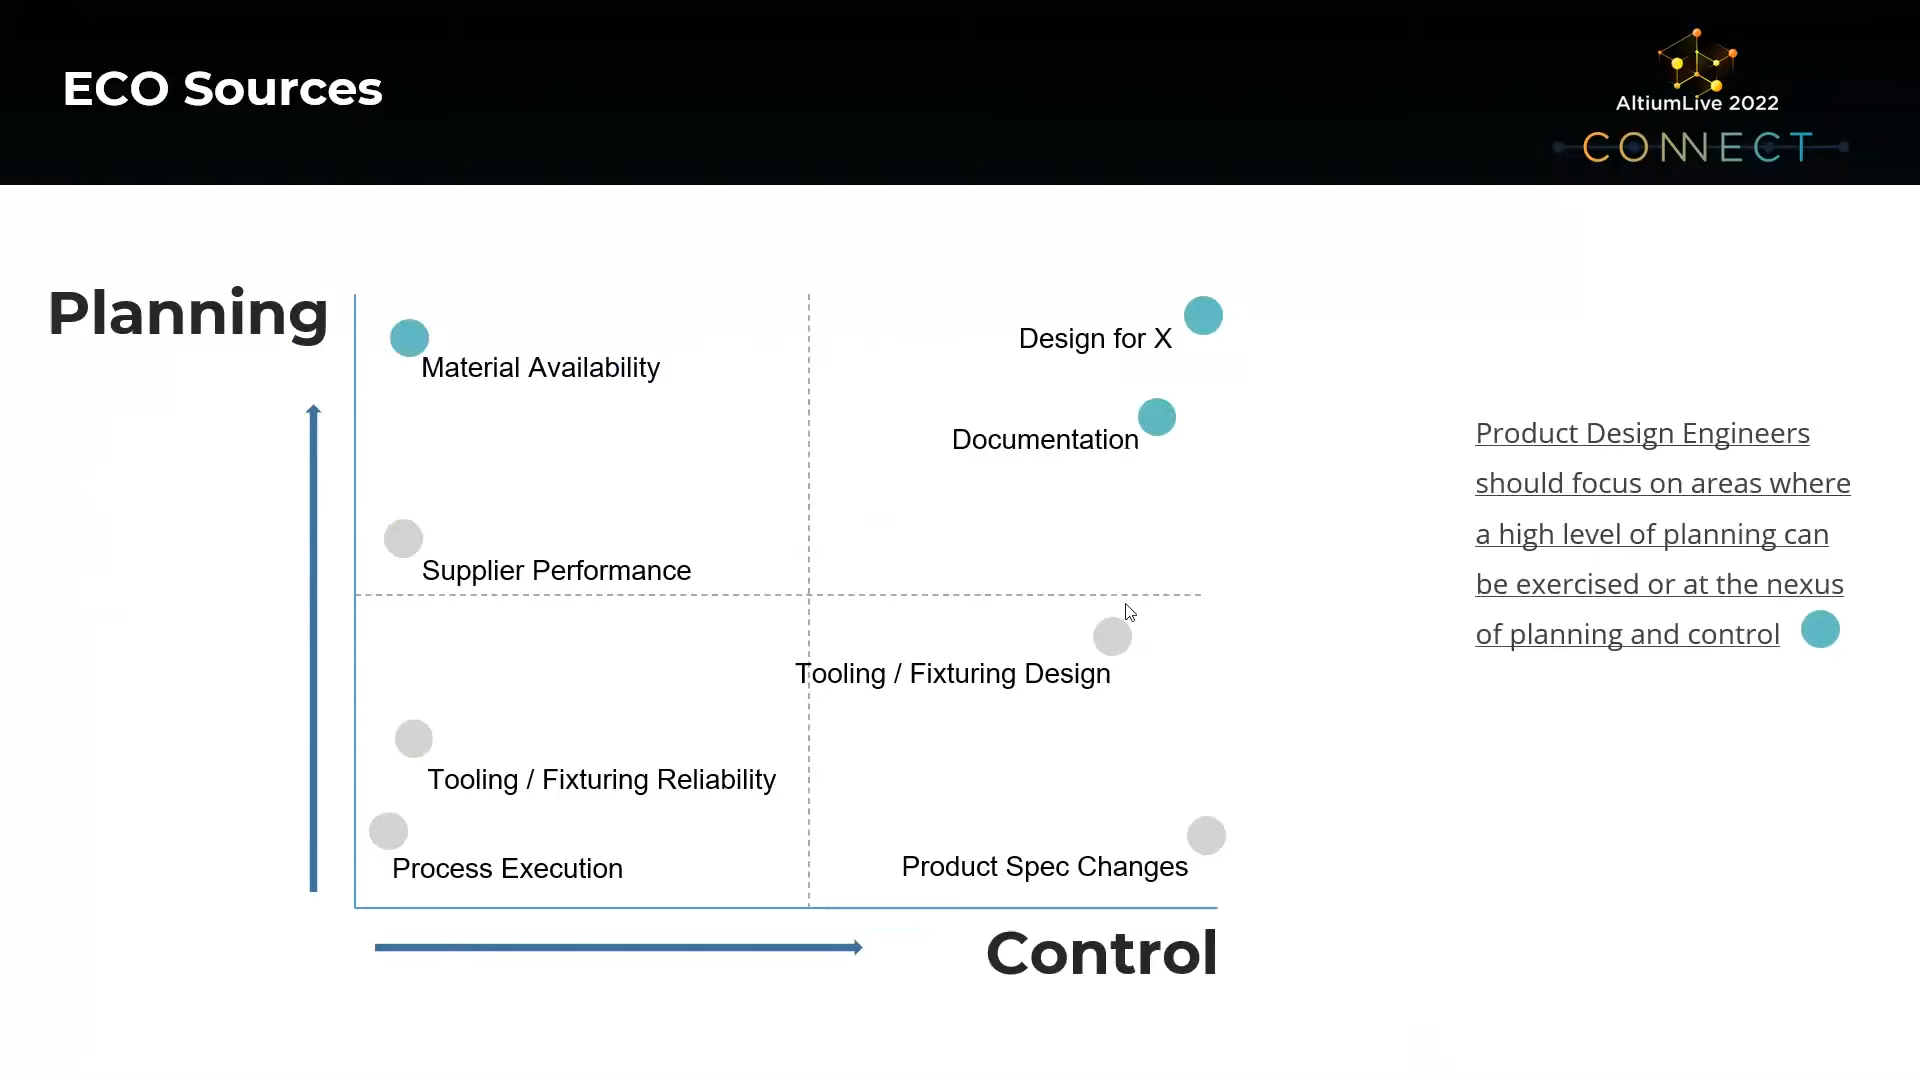 ECO Sources
AltiumLive 2022
CONNECT
Planning
Design for X
Material Availability
Documentation
Supplier Performance
Tooling / Fixturing Design
Tooling / Fixturing Reliability
Process Execution
Product Spec Changes
Control
Product Design Engineers
should focus on areas where
a high level of planning can
be exercised or at the nexus
of planning and control